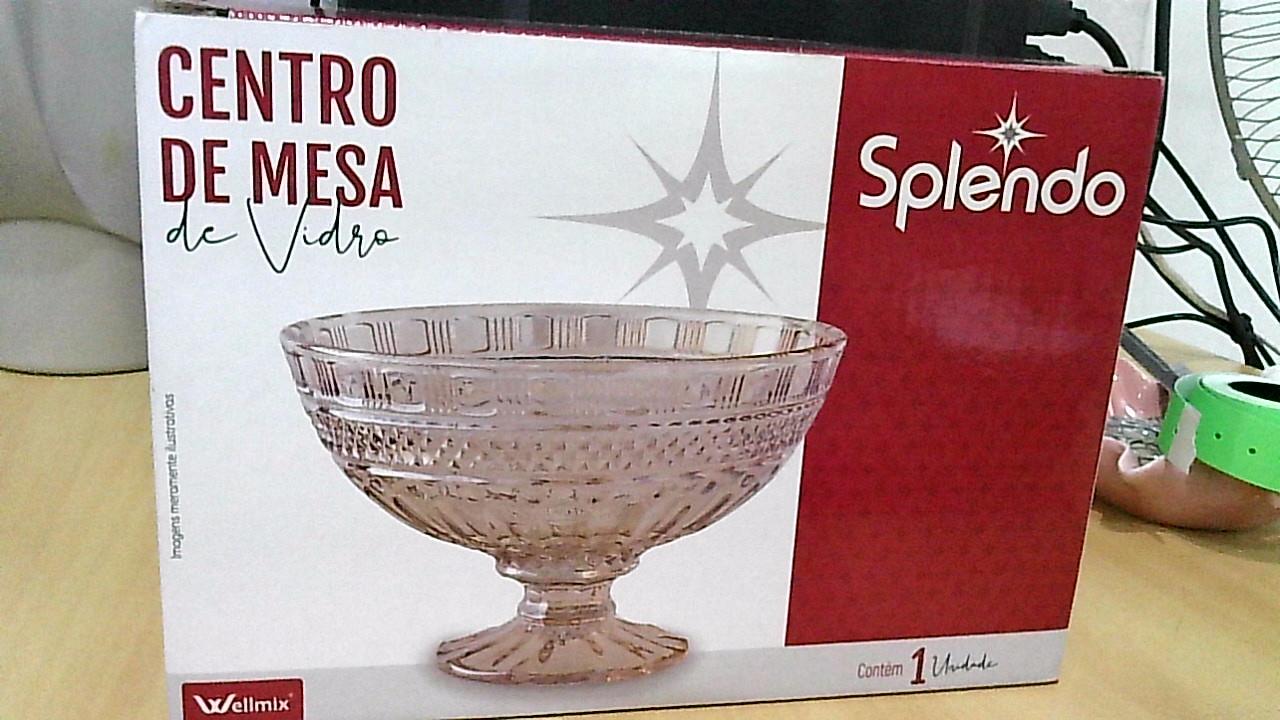 CENTRO
DE MESA
de Vidro
Splendo
Imagens meramente ilustrativas
Contém 1 Unidade
Wellmix